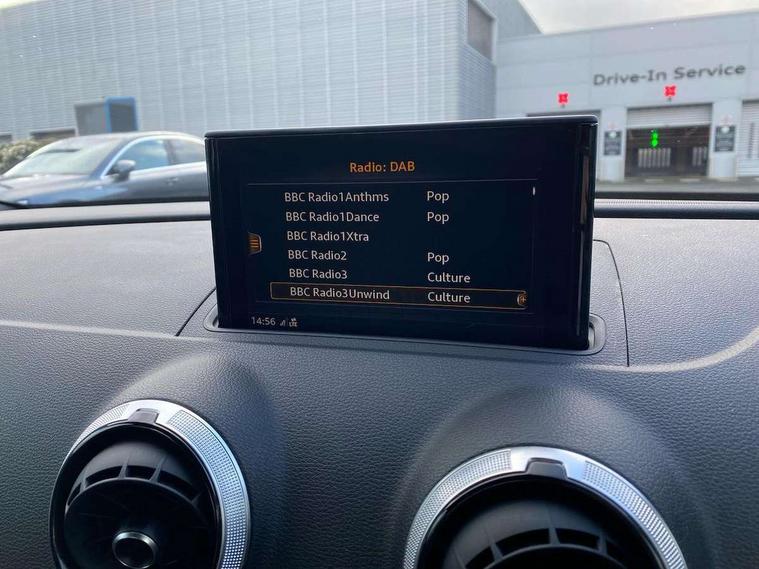 Drive-In Service
Radio: DAB
BBC Radio1Anthms Pop
BBC Radio1Dance Pop
BBC Radio1Xtra
BBC Radio2 Pop
BBC Radio3 Culture
BBC Radio3Unwind Culture
14:56 LTE